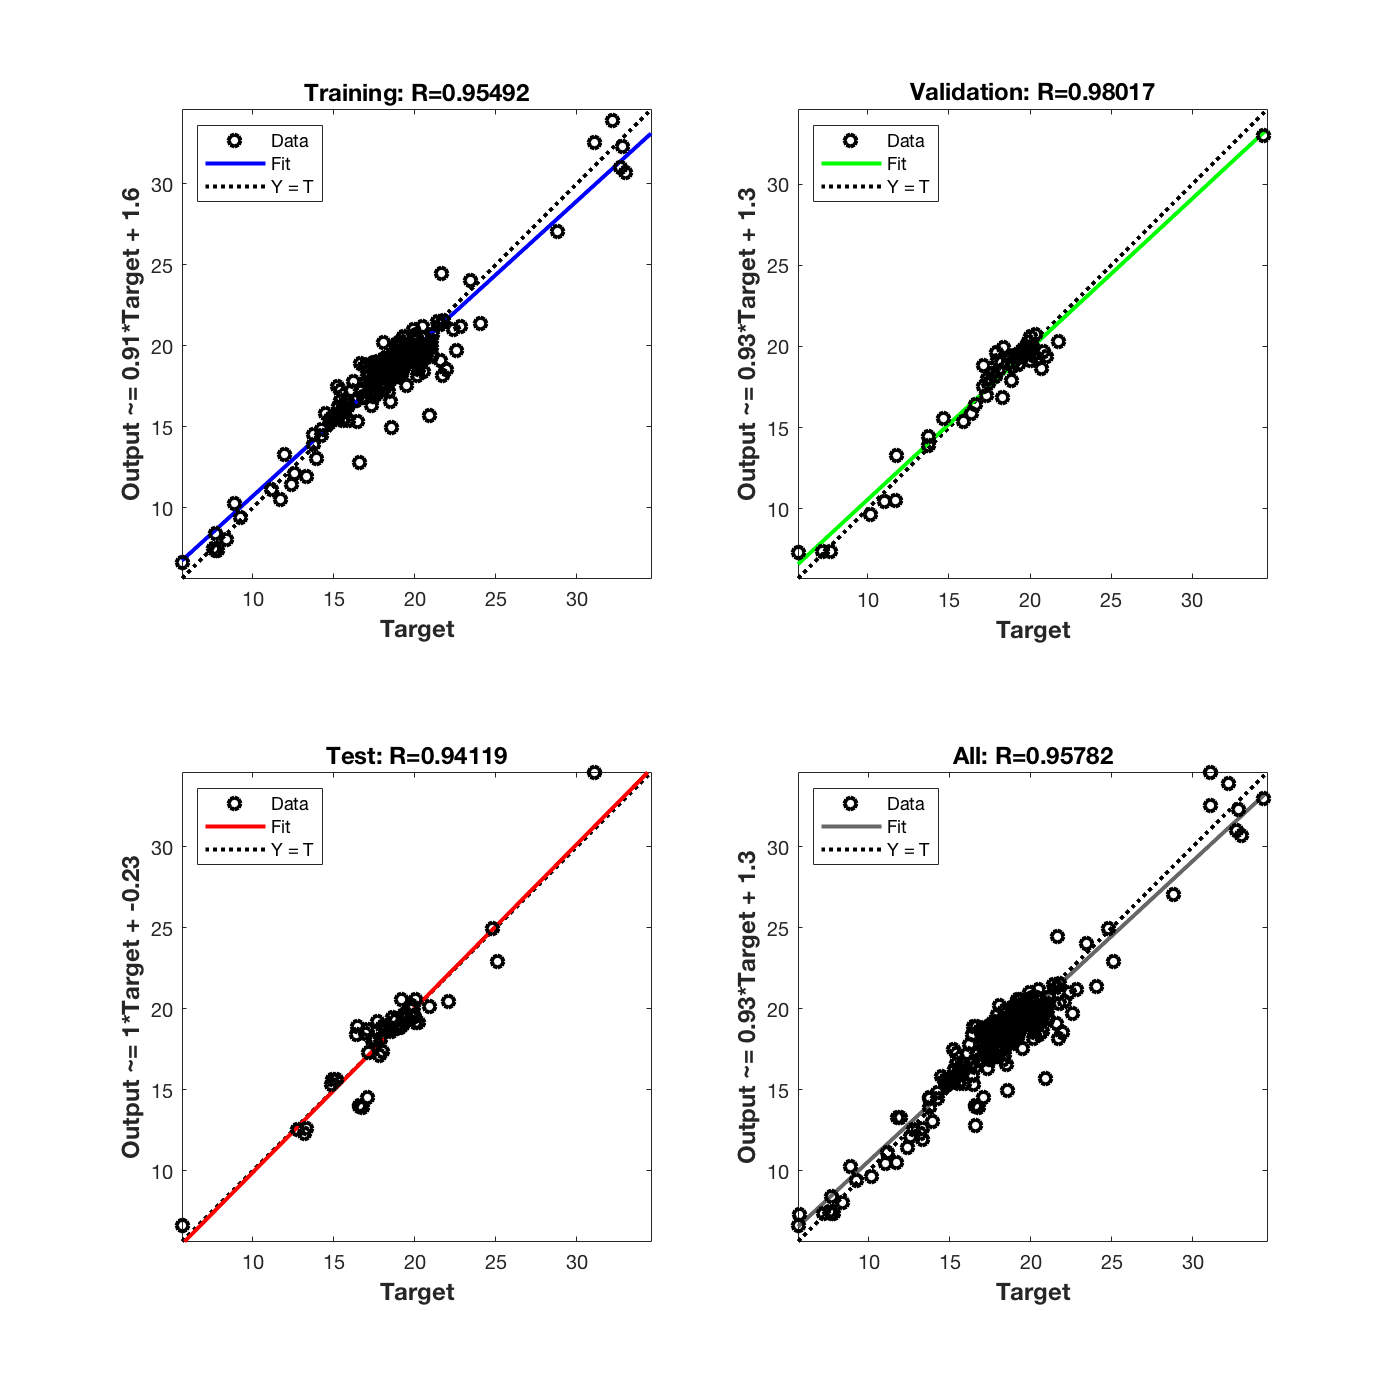 Training: R=0.95492
Data
Fit
Y = T
Output ~= 0.91*Target + 1.6
30
25
20
15
10
10 15 20 25 30
Target
Validation: R=0.98017
Data
Fit
Y = T
Output ~= 0.93*Target + 1.3
30
25
20
15
10
10 15 20 25 30
Target
Test: R=0.94119
Data
Fit
Y = T
Output ~= 1*Target + -0.23
30
25
20
15
10
10 15 20 25 30
Target
All: R=0.95782
Data
Fit
Y = T
Output ~= 0.93*Target + 1.3
30
25
20
15
10
10 15 20 25 30
Target